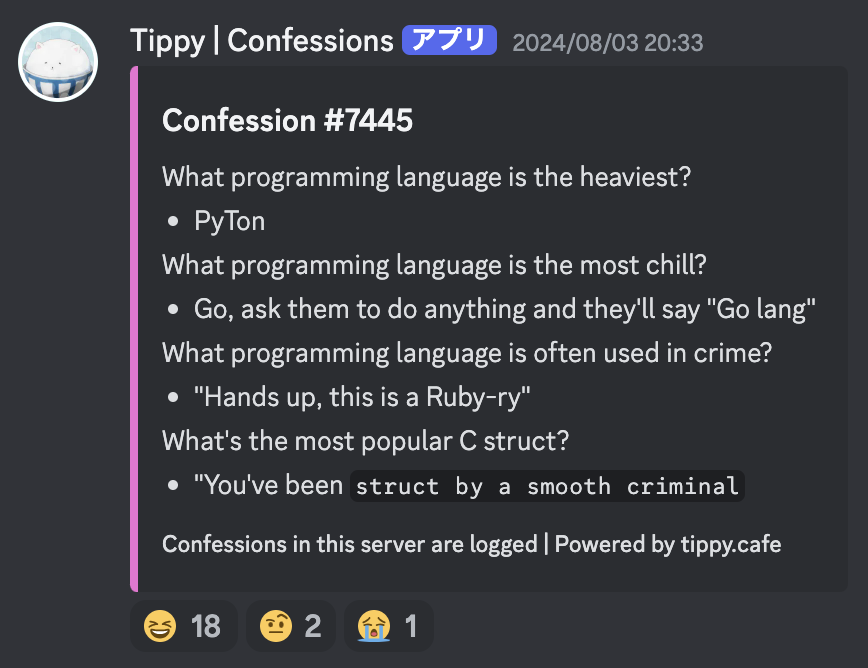 Tippy | Confessions アプリ 2024/08/03 20:33
Confession #7445
What programming language is the heaviest?
• PyTon
What programming language is the most chill?
• Go, ask them to do anything and they'll say "Go lang"
What programming language is often used in crime?
• "Hands up, this is a Ruby-ry"
What's the most popular C struct?
• "You've been struct by a smooth criminal
Confessions in this server are logged | Powered by tippy.cafe
18 2 1